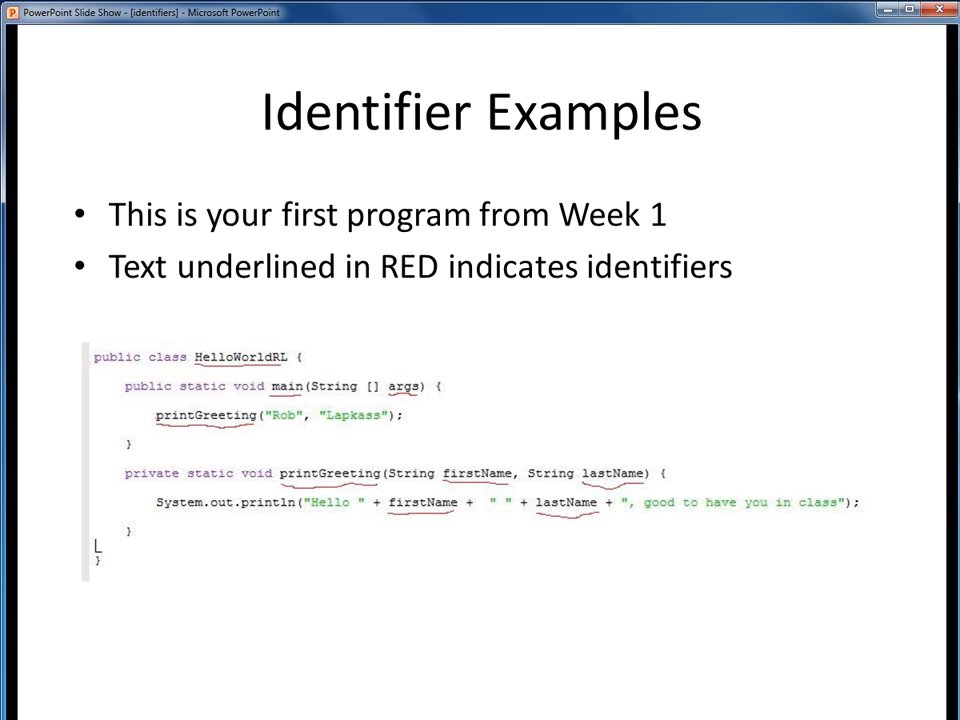 PowerPoint Slide Show - [identifiers] - Microsoft PowerPoint
Identifier Examples
• This is your first program from Week 1
• Text underlined in RED indicates identifiers
public class HelloWorldRL {
public static void main(String [] args) {
printGreeting("Rob", "Lapkass");
}
private static void printGreeting(String firstName, String lastName) {
System.out.println("Hello " + firstName + " " + lastName + ", good to have you in class");
}
}